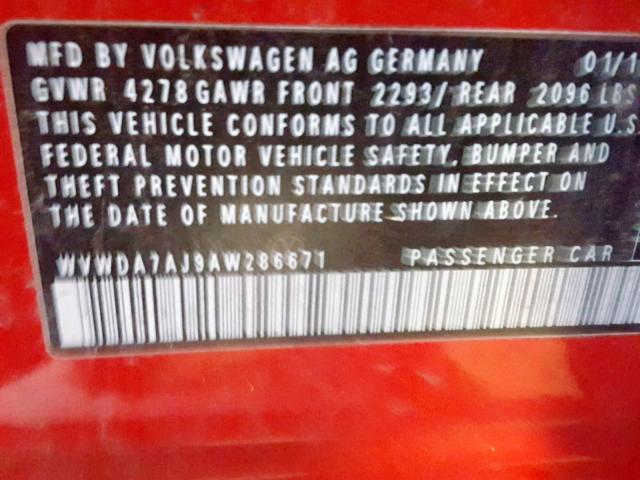 MFD BY VOLKSWAGEN AG GERMANY 01/1
GVWR 4278 GAWR FRONT 2293/ REAR 2096 LBS
THIS VEHICLE CONFORMS TO ALL APPLICABLE U.S
FEDERAL MOTOR VEHICLE SAFETY, BUMPER AND
THEFT PREVENTION STANDARDS IN EFFECT ON
THE DATE OF MANUFACTURE SHOWN ABOVE.
WVWDA7AJ9AW286671 PASSENGER CAR